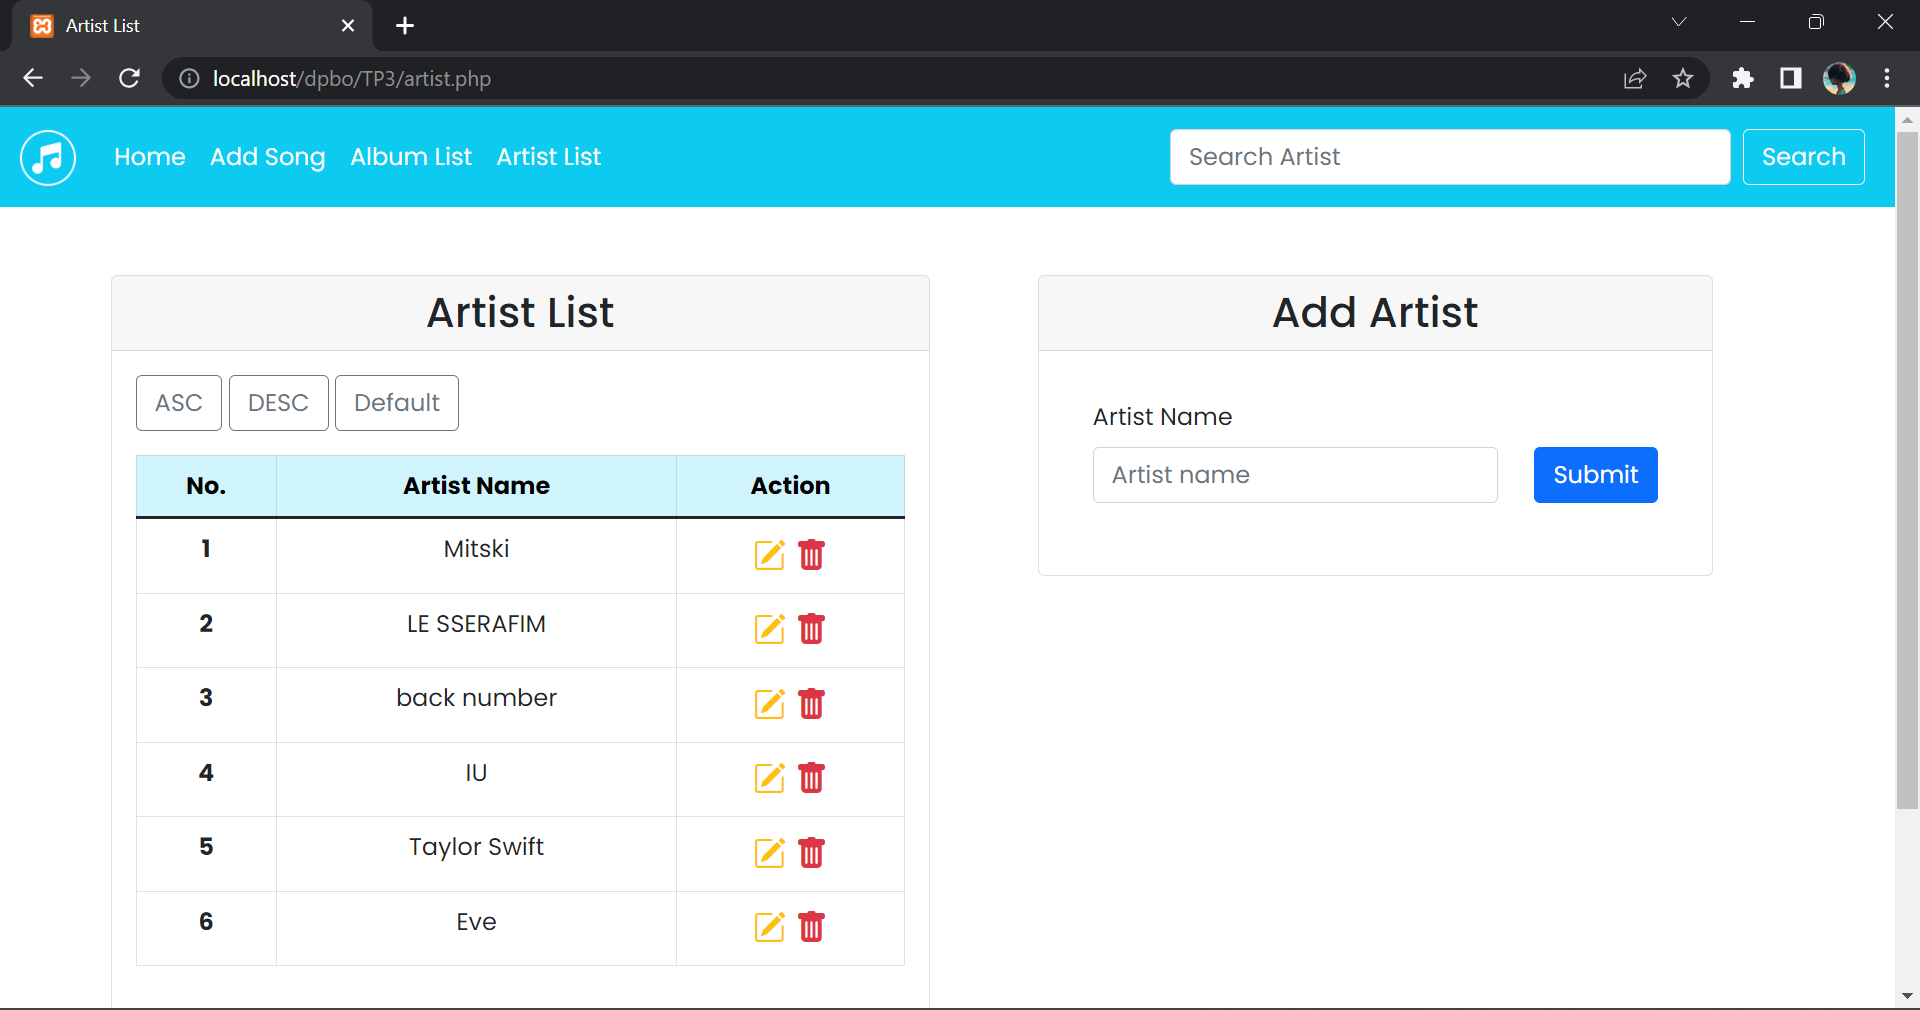 Artist List
localhost/dpbo/TP3/artist.php
Home Add Song Album List Artist List Search Artist Search
Artist List
ASC DESC Default
No. Artist Name Action
1 Mitski
2 LE SSERAFIM
3 back number
4 IU
5 Taylor Swift
6 Eve
Add Artist
Artist Name
Artist name Submit